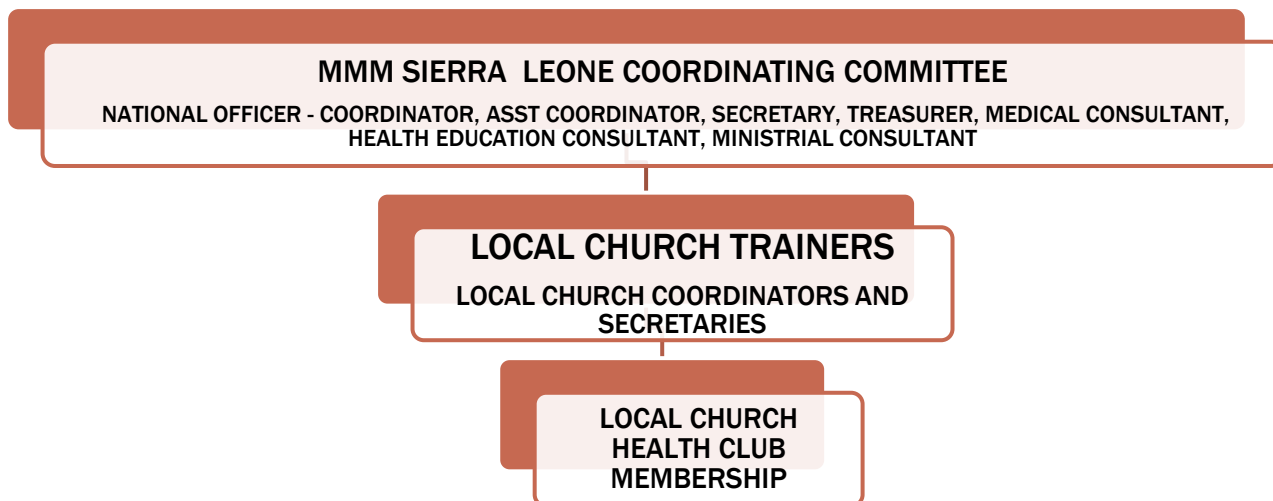 MMM SIERRA LEONE COORDINATING COMMITTEE
NATIONAL OFFICER - COORDINATOR, ASST COORDINATOR, SECRETARY, TREASURER, MEDICAL CONSULTANT,
HEALTH EDUCATION CONSULTANT, MINISTRIAL CONSULTANT
LOCAL CHURCH TRAINERS
LOCAL CHURCH COORDINATORS AND
SECRETARIES
LOCAL CHURCH
HEALTH CLUB
MEMBERSHIP